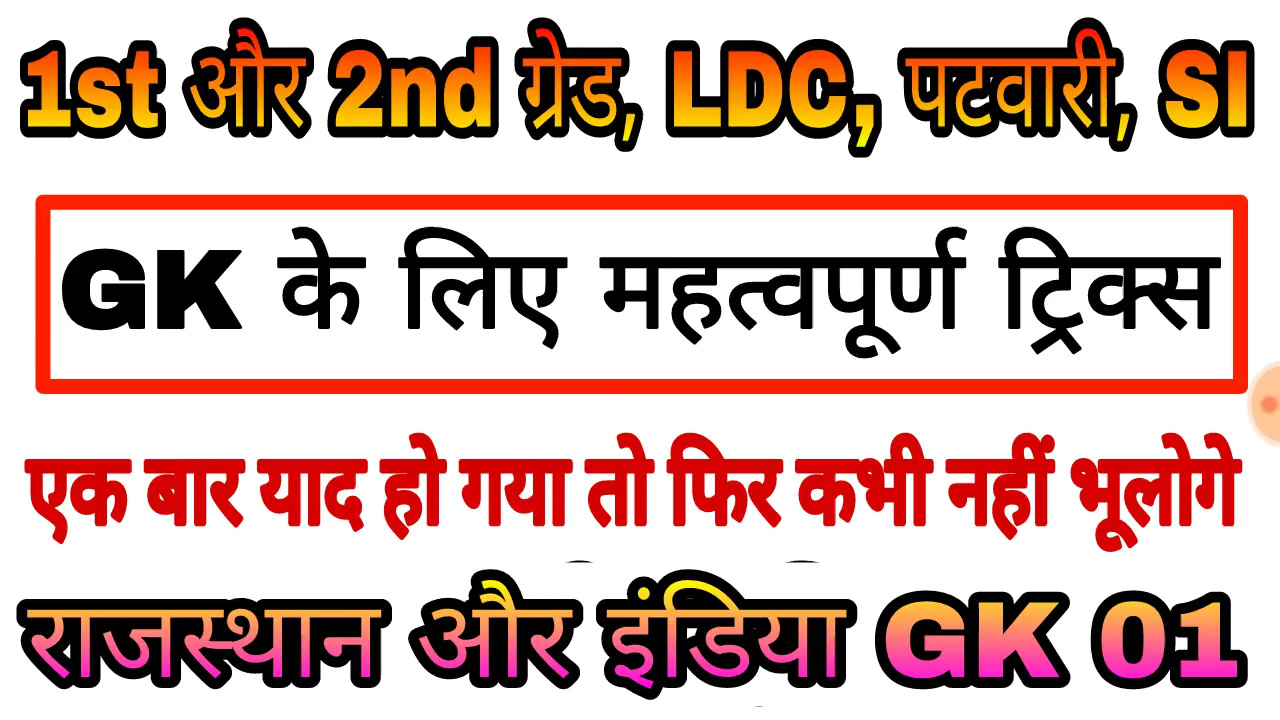 1st और 2nd ग्रेड, LDC, पटवारी, SI
GK के लिए महत्वपूर्ण ट्रिक्स
एक बार याद हो गया तो फिर कभी नहीं भूलोगे
राजस्थान और इंडिया GK 01